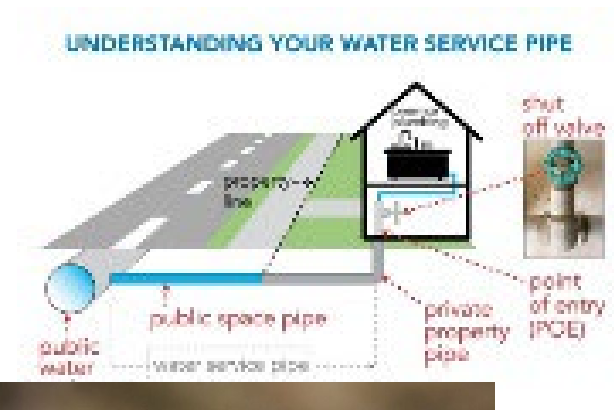 UNDERSTANDING YOUR WATER SERVICE PIPE
shut
off valve
property
line
point
of entry
(POE)
public space pipe
private
property
pipe
public
water
water service pipe